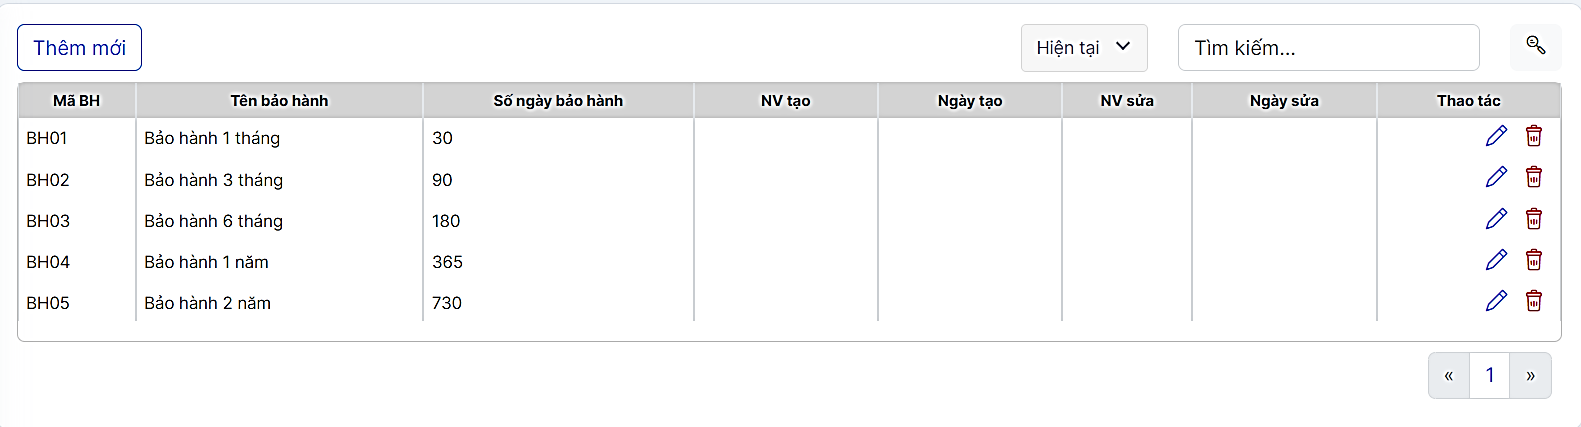 Thêm mới Hiện tại Tìm kiếm...
Mã BH Tên bảo hành Số ngày bảo hành NV tạo Ngày tạo NV sửa Ngày sửa Thao tác
BH01 Bảo hành 1 tháng 30
BH02 Bảo hành 3 tháng 90
BH03 Bảo hành 6 tháng 180
BH04 Bảo hành 1 năm 365
BH05 Bảo hành 2 năm 730
« 1 »